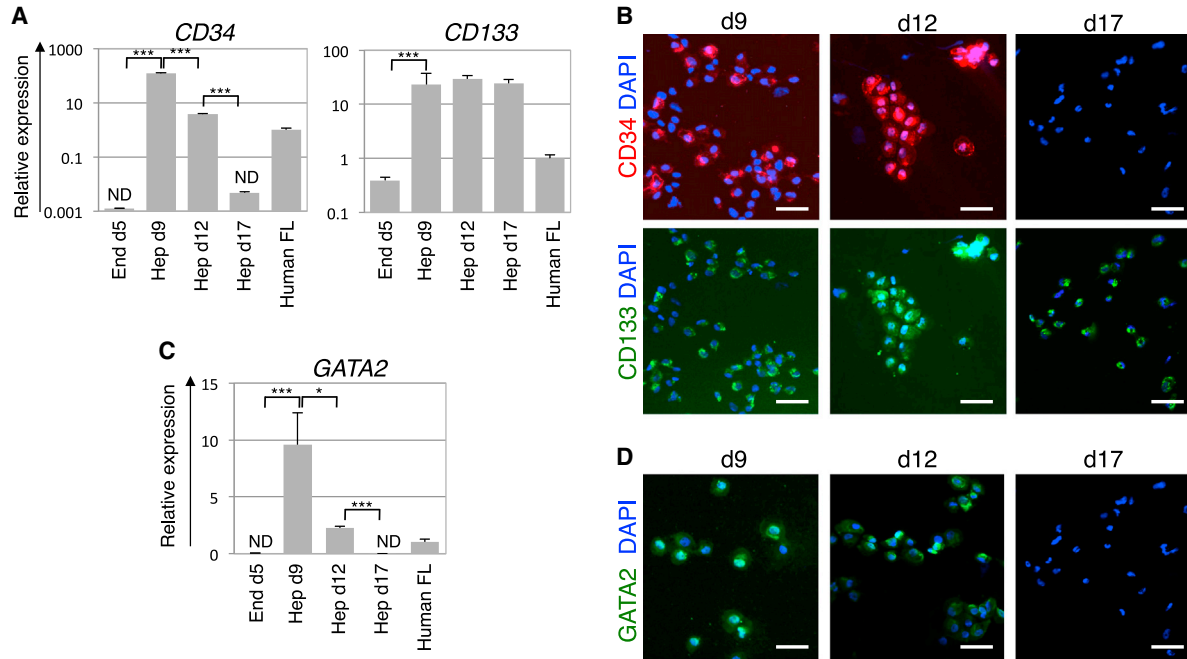 A
CD34
Relative expression
1000
10
0.1
0.001
***
***
***
ND
ND
End d5
Hep d9
Hep d12
Hep d17
Human FL
CD133
100
10
1
0.1
***
End d5
Hep d9
Hep d12
Hep d17
Human FL
B
d9
d12
d17
CD34 DAPI
CD133 DAPI
C
GATA2
Relative expression
15
10
5
0
***
*
***
ND
ND
End d5
Hep d9
Hep d12
Hep d17
Human FL
D
d9
d12
d17
GATA2 DAPI